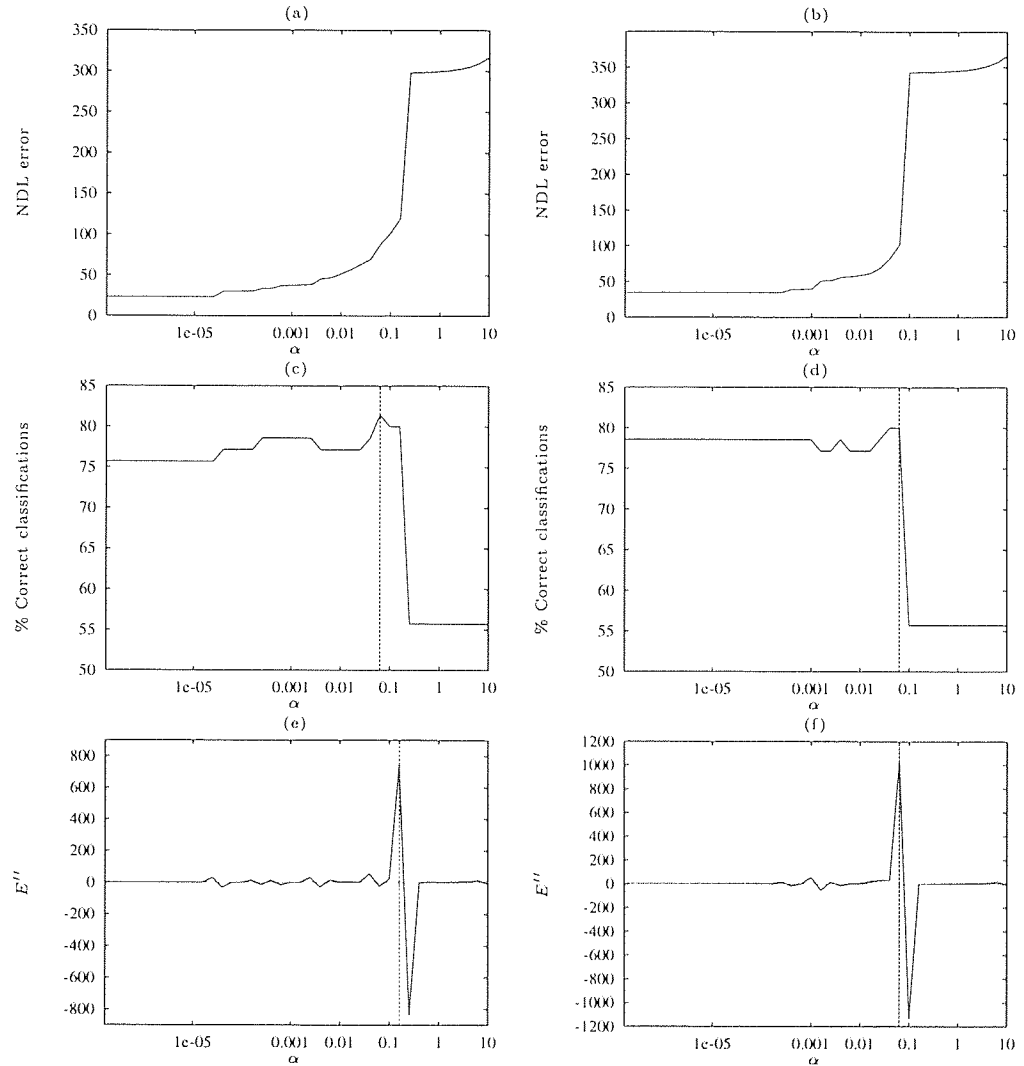 (a)
350
300
250
200
150
100
50
0
NDL error
1e-05 0.001 0.01 0.1 1 10
α
(b)
350
300
250
200
150
100
50
0
NDL error
1e-05 0.001 0.01 0.1 1 10
α
(c)
85
80
75
70
65
60
55
50
% Correct classifications
1e-05 0.001 0.01 0.1 1 10
α
(d)
85
80
75
70
65
60
55
50
% Correct classifications
1e-05 0.001 0.01 0.1 1 10
α
(e)
800
600
400
200
0
-200
-400
-600
-800
E''
1e-05 0.001 0.01 0.1 1 10
α
(f)
1200
1000
800
600
400
200
0
-200
-400
-600
-800
-1000
-1200
E''
1e-05 0.001 0.01 0.1 1 10
α